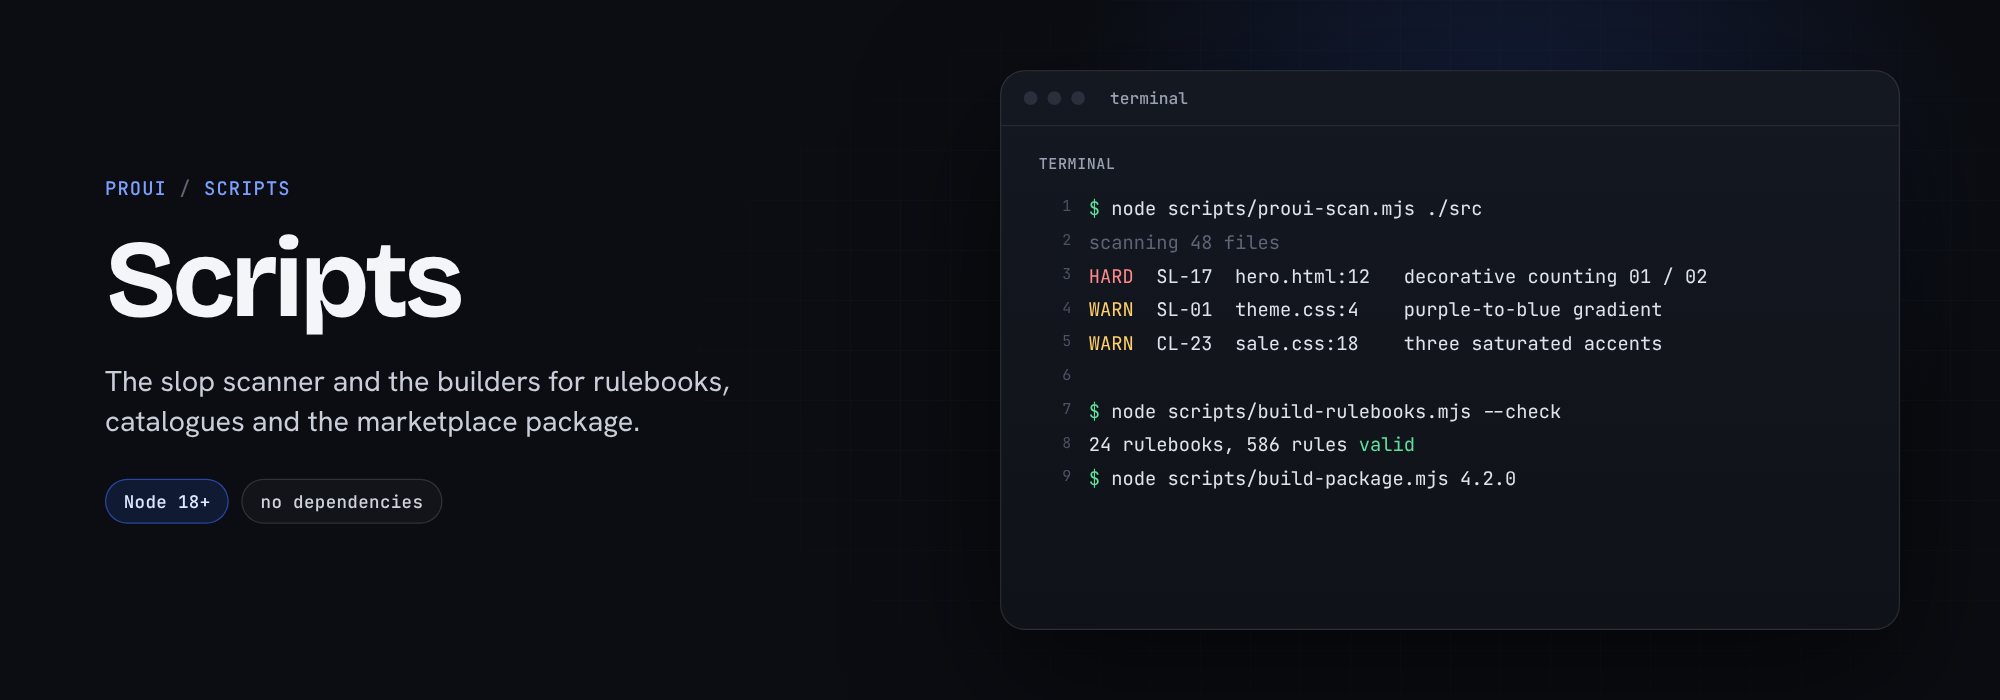 PROUI / SCRIPTS
Scripts
The slop scanner and the builders for rulebooks,
catalogues and the marketplace package.
Node 18+
no dependencies
terminal
TERMINAL
1 $ node scripts/proui-scan.mjs ./src
2 scanning 48 files
3 HARD SL-17 hero.html:12 decorative counting 01 / 02
4 WARN SL-01 theme.css:4 purple-to-blue gradient
5 WARN CL-23 sale.css:18 three saturated accents
6
7 $ node scripts/build-rulebooks.mjs --check
8 24 rulebooks, 586 rules valid
9 $ node scripts/build-package.mjs 4.2.0